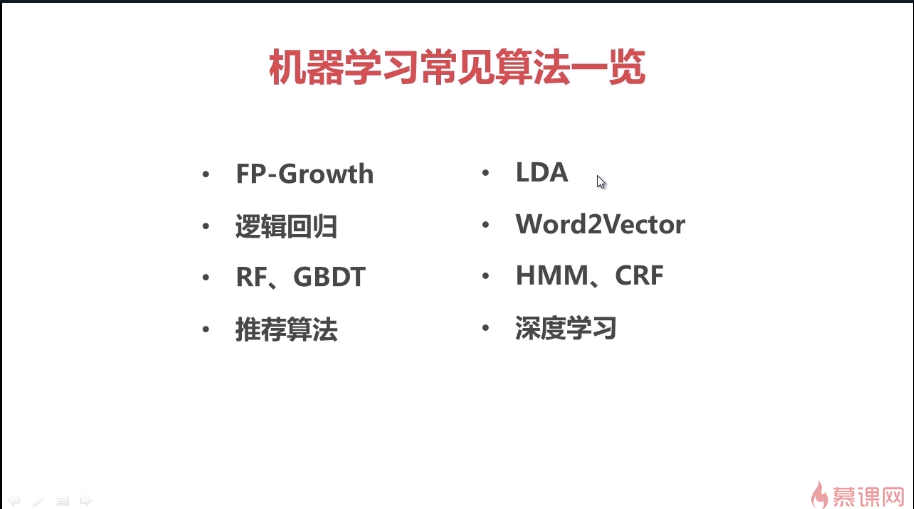 机器学习常见算法一览
• FP-Growth
• 逻辑回归
• RF、GBDT
• 推荐算法
• LDA
• Word2Vector
• HMM、CRF
• 深度学习
慕课网